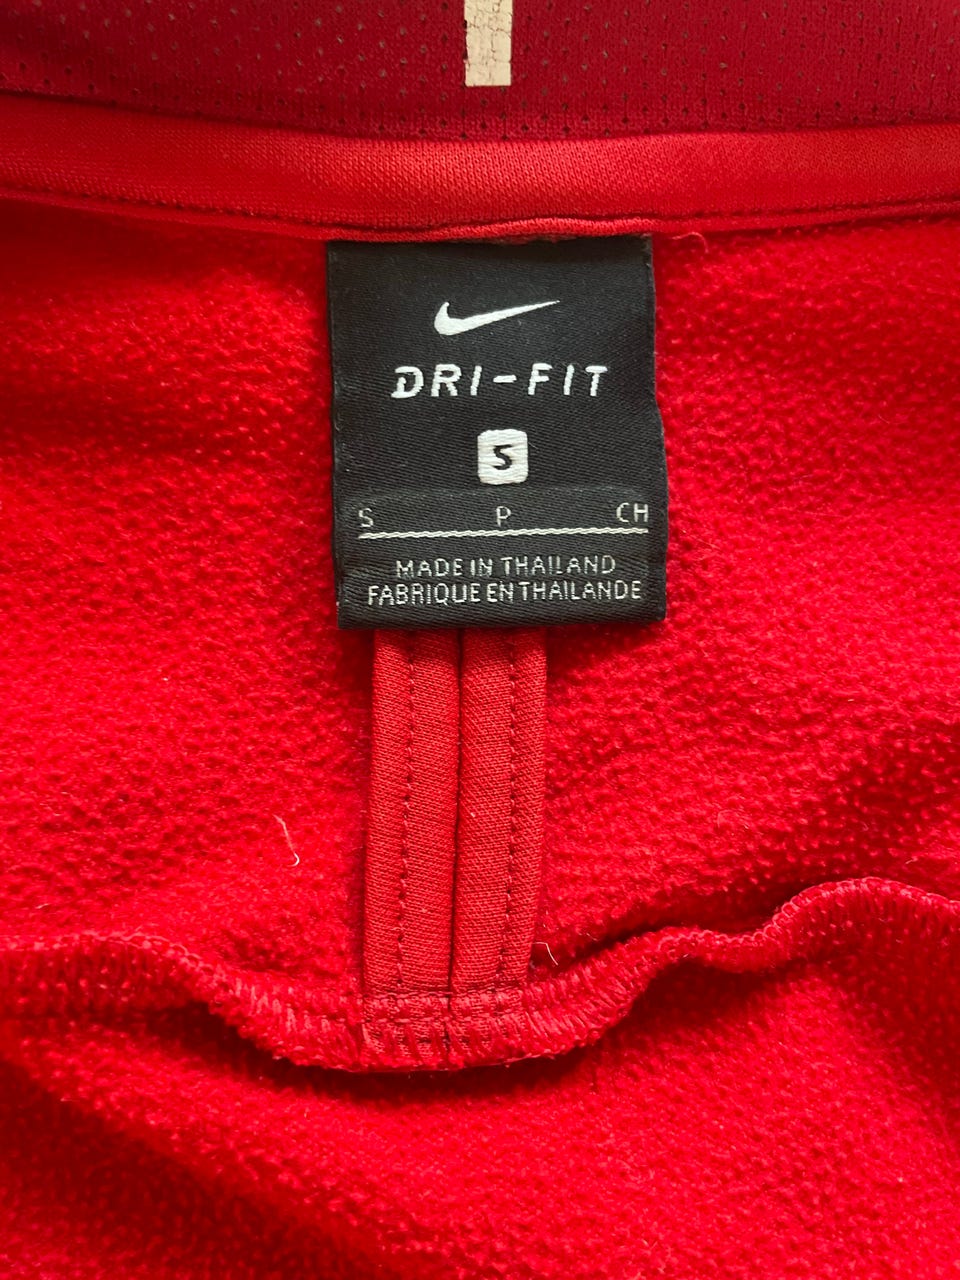 DRI-FIT
S
S P CH
MADE IN THAILAND
FABRIQUE EN THAILANDE